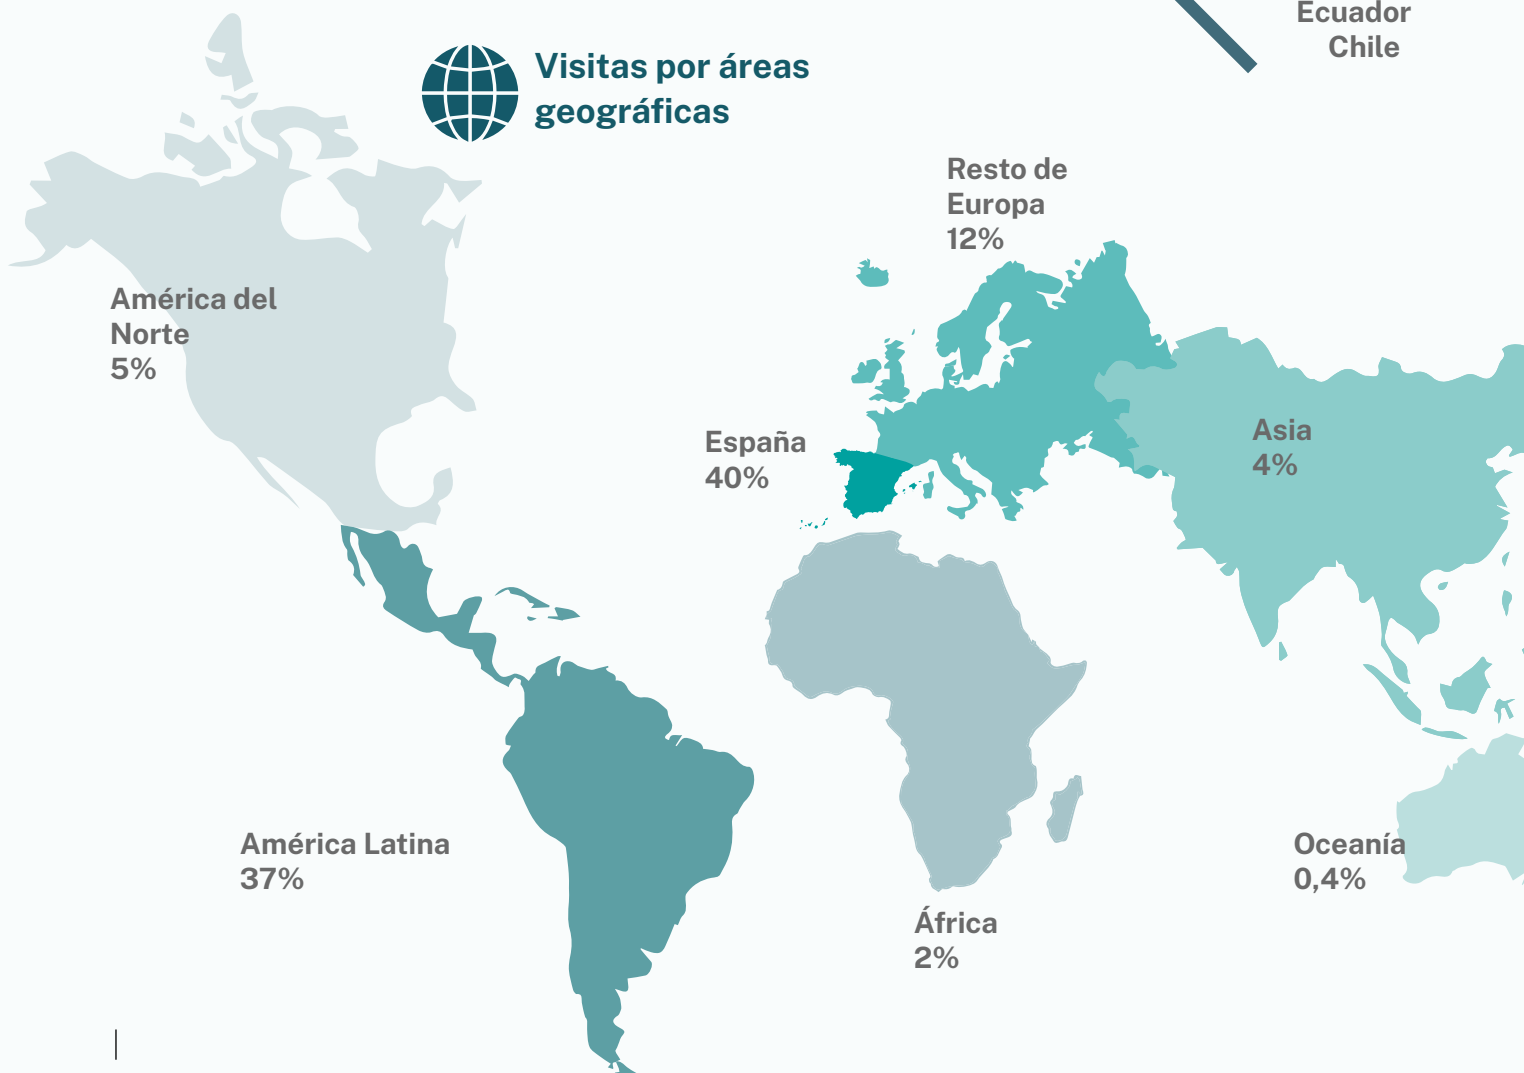 Ecuador
Chile
Visitas por áreas
geográficas
Resto de
Europa
12%
América del
Norte
5%
España
40%
Asia
4%
América Latina
37%
Oceanía
0,4%
África
2%